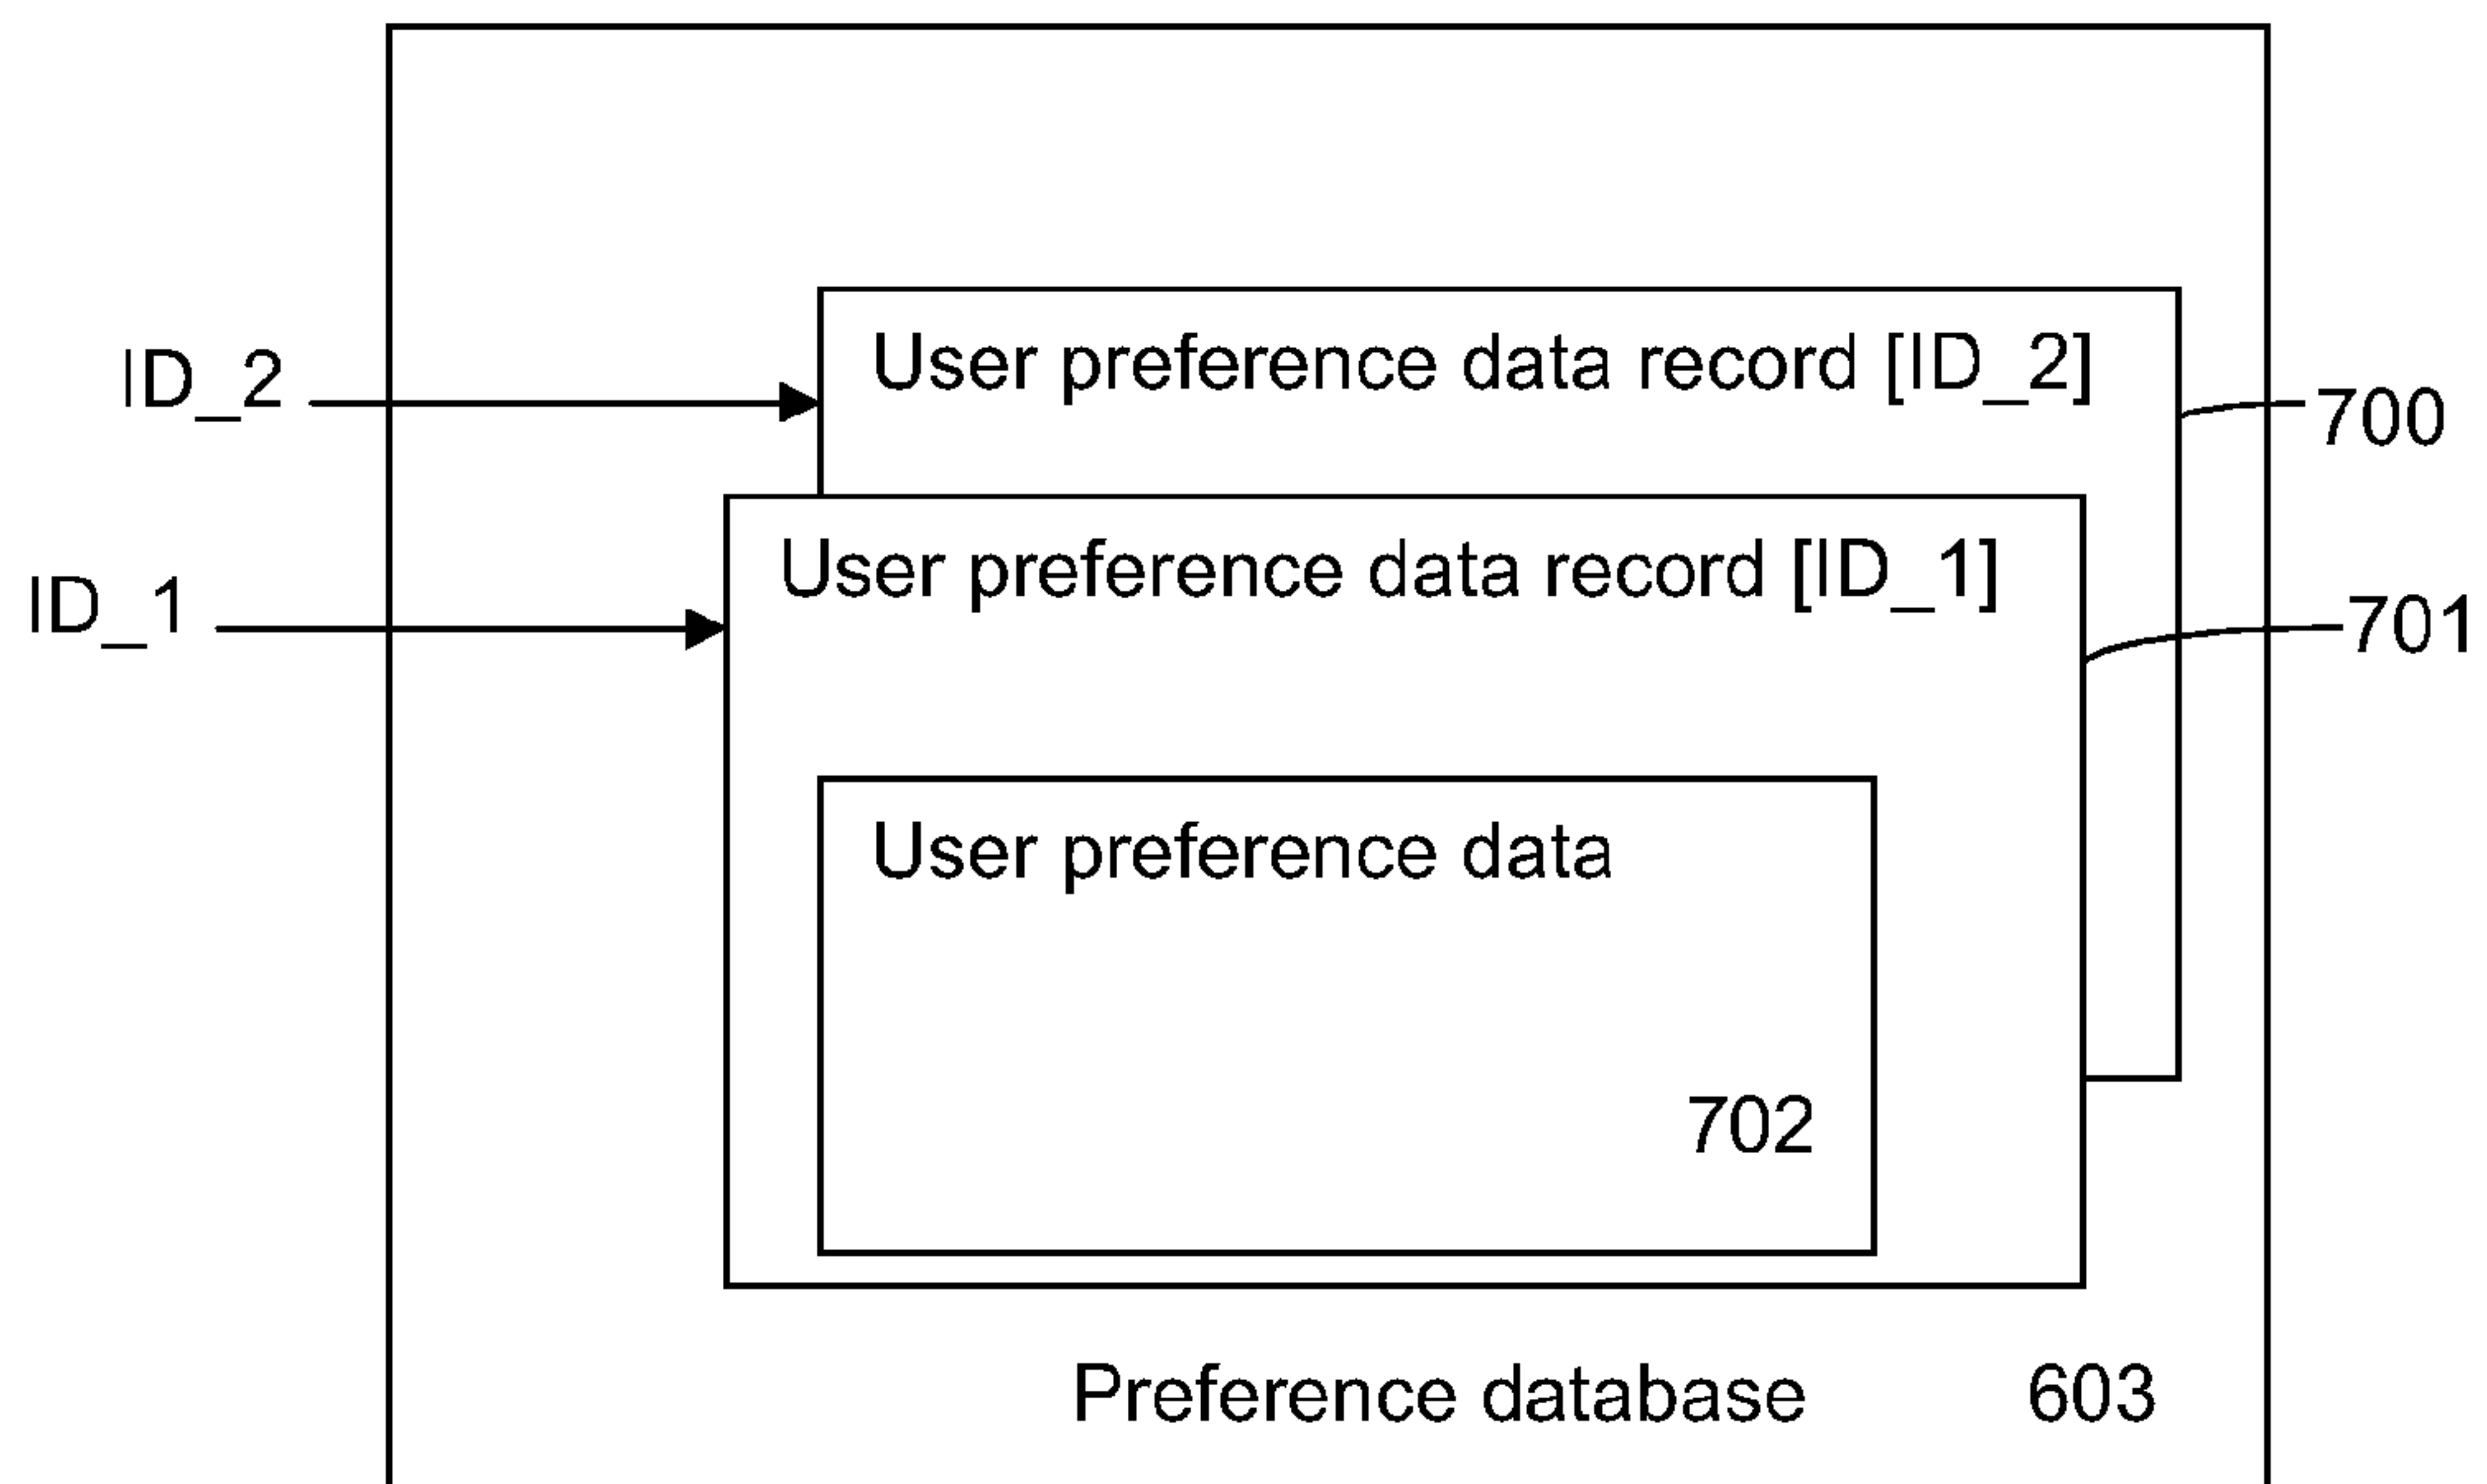 User preference data record [ID_2]
ID_2
700
User preference data record [ID_1]
ID_1
701
User preference data
702
Preference database 603